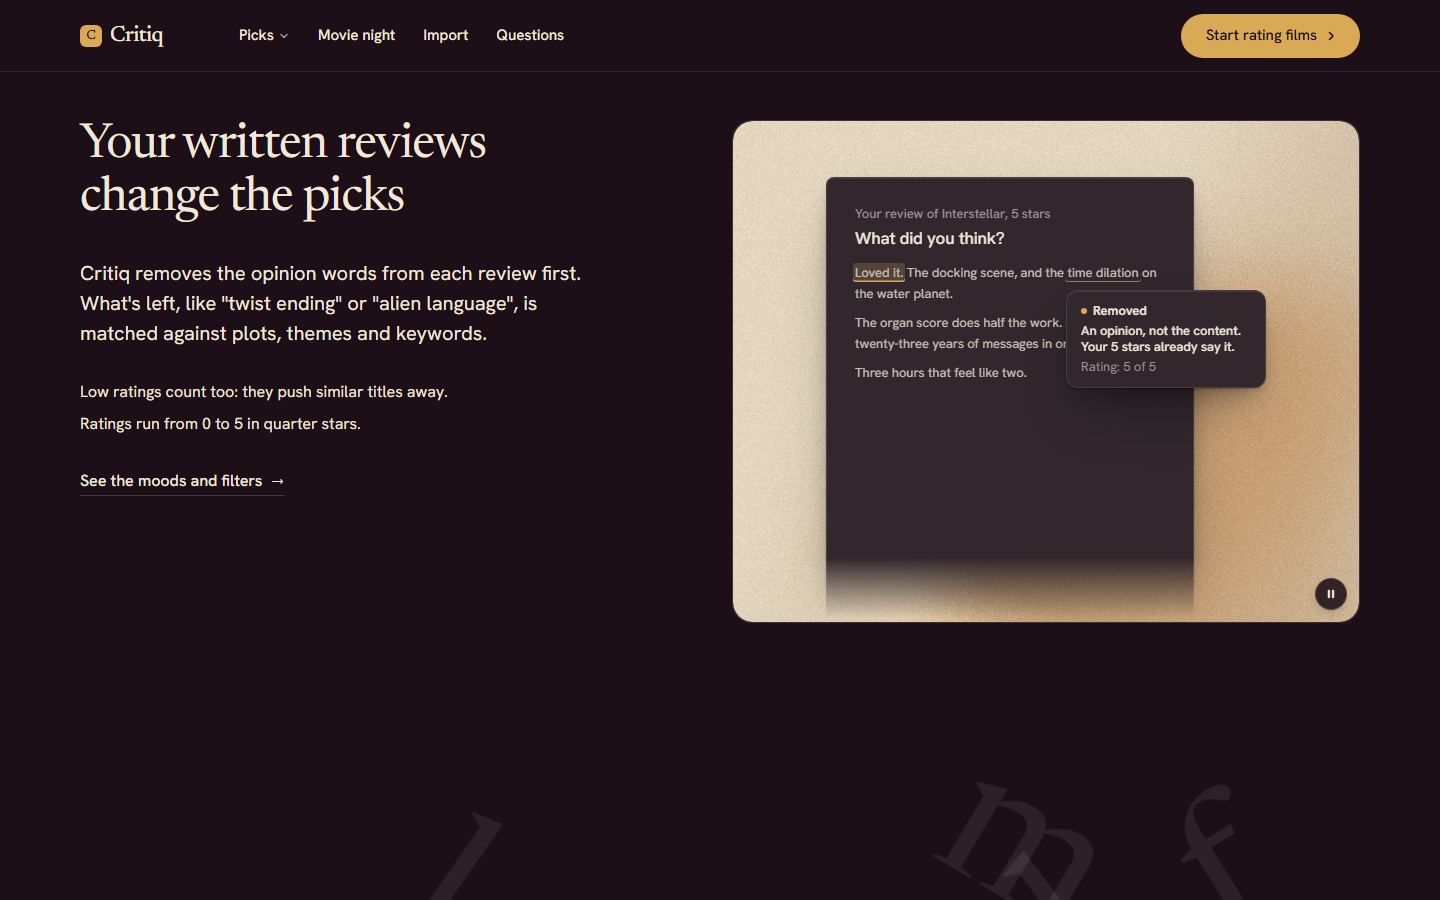 C Critiq
Picks
Movie night
Import
Questions
Start rating films
Your written reviews
change the picks
Critiq removes the opinion words from each review first.
What's left, like "twist ending" or "alien language", is
matched against plots, themes and keywords.
Low ratings count too: they push similar titles away.
Ratings run from 0 to 5 in quarter stars.
See the moods and filters →
Your review of Interstellar, 5 stars
What did you think?
Loved it. The docking scene, and the time dilation on
the water planet.
The organ score does half the work.
twenty-three years of messages in
Three hours that feel like two.
Removed
An opinion, not the content.
Your 5 stars already say it.
Rating: 5 of 5
l
m
f